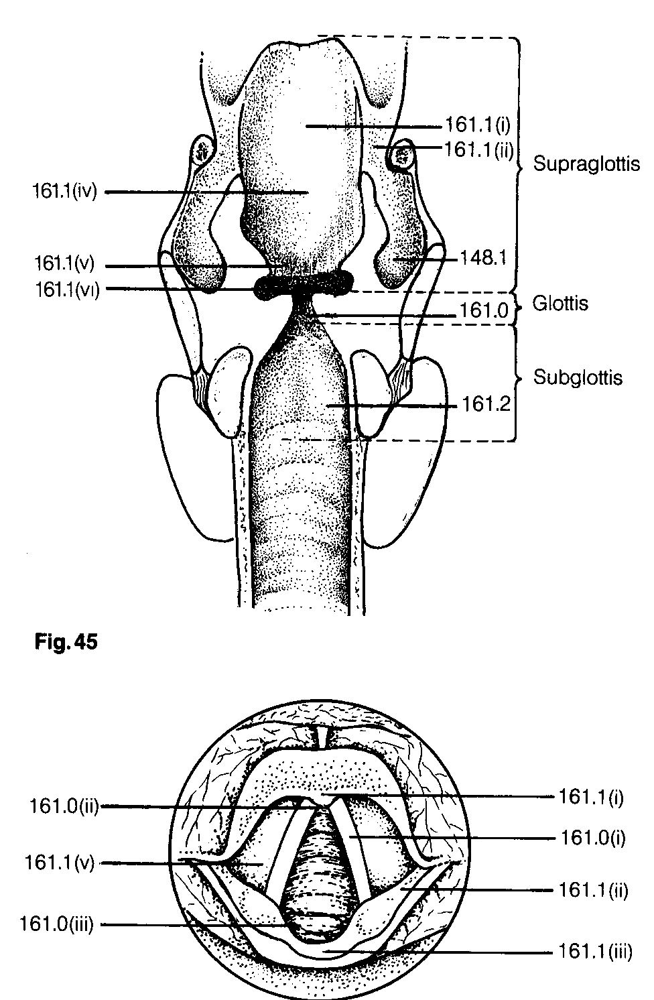 161.1(i)
161.1(ii)
Supraglottis
161.1(iv)
161.1(v)
148.1
161.1(vi)
161.0
Glottis
Subglottis
161.2
Fig. 45
161.0(ii)
161.1(i)
161.0(i)
161.1(v)
161.1(ii)
161.0(iii)
161.1(iii)